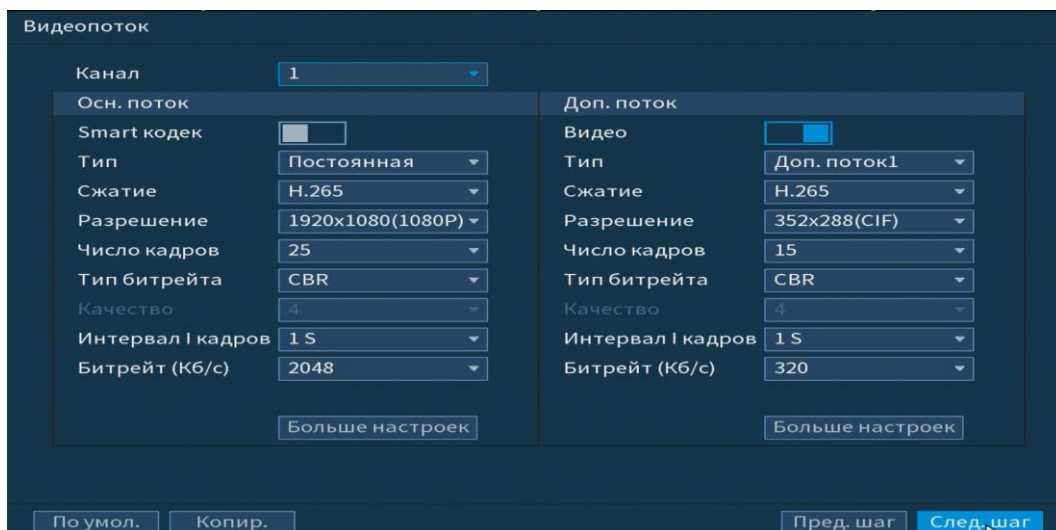 Видеопоток
Канал 1
Осн. поток
Smart кодек
Тип Постоянная
Сжатие H.265
Разрешение 1920x1080(1080P)
Число кадров 25
Тип битрейта CBR
Качество 4
Интервал I кадров 1 S
Битрейт (Кб/с) 2048
Больше настроек
Доп. поток
Видео
Тип Доп. поток1
Сжатие H.265
Разрешение 352x288(CIF)
Число кадров 15
Тип битрейта CBR
Качество 4
Интервал I кадров 1 S
Битрейт (Кб/с) 320
Больше настроек
По умол. Копир. Пред. шаг След. шаг